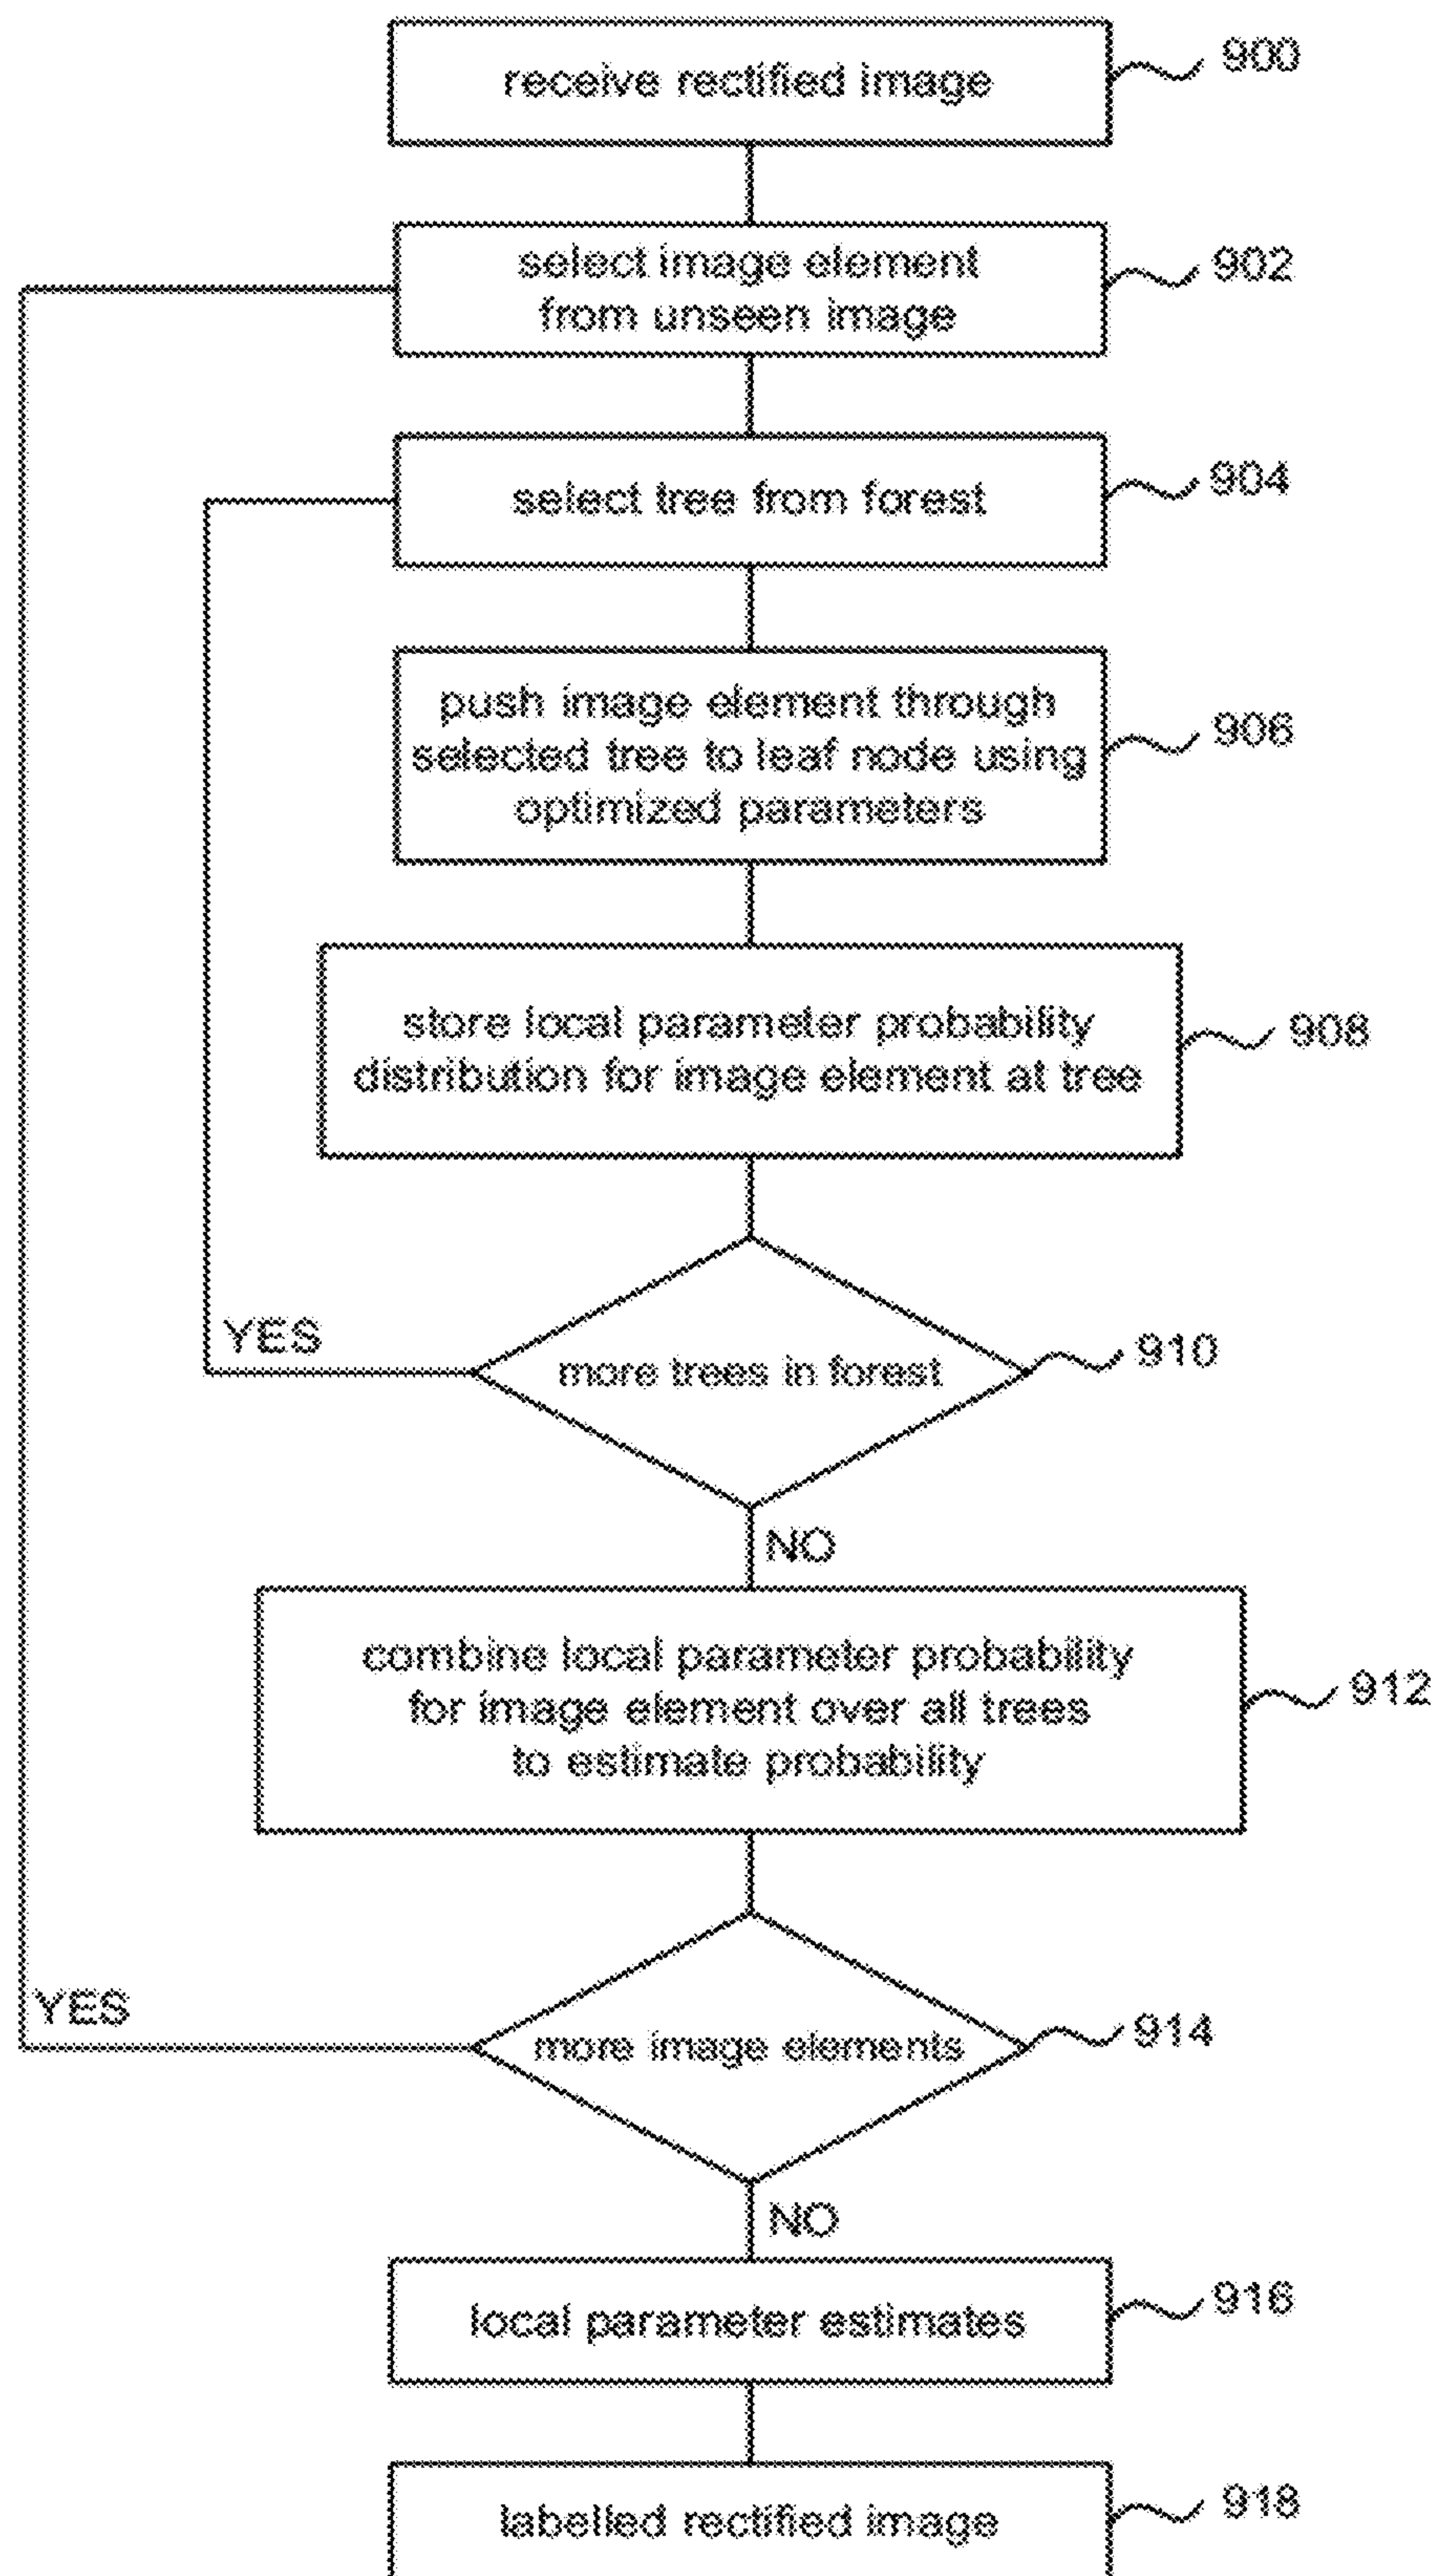 receive rectified image
900
select image element
from unseen image
902
select tree from forest
904
push image element through
selected tree to leaf node using
optimized parameters
906
store local parameter probability
distribution for image element at tree
908
YES
more trees in forest
910
NO
combine local parameter probability
for image element over all trees
to estimate probability
912
YES
more image elements
914
NO
local parameter estimates
916
labelled rectified image
918